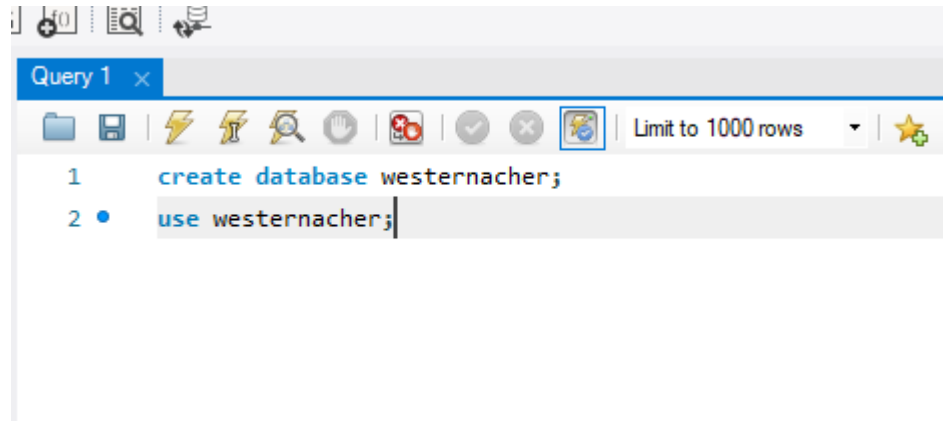 f()
Query 1
Limit to 1000 rows
1 create database westernacher;
2 use westernacher;